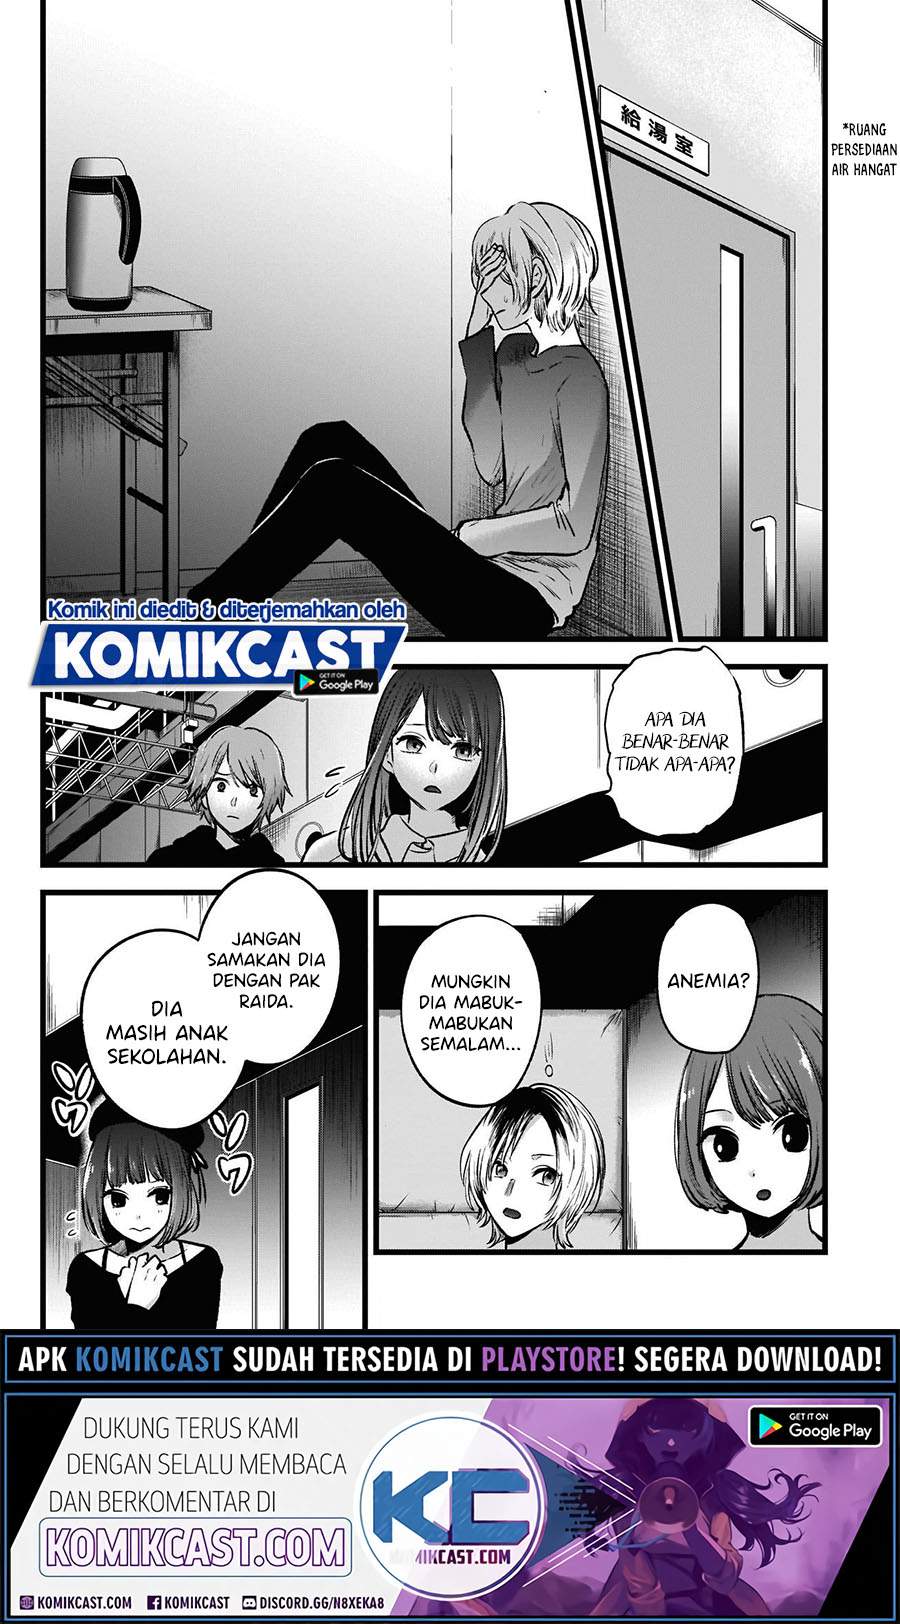 給湯室
*RUANG
PERSEDIAAN
AIR HANGAT
Komik ini diedit & diterjemahkan oleh
KOMIKCAST
GET IT ON
Google Play
APA DIA
BENAR-BENAR
TIDAK APA-APA?
ANEMIA?
MUNGKIN
DIA MABUK-
MABUKAN
SEMALAM...
JANGAN
SAMAKAN DIA
DENGAN PAK
RAIDA.
DIA
MASIH ANAK
SEKOLAHAN.
APK KOMIKCAST SUDAH TERSEDIA DI PLAYSTORE! SEGERA DOWNLOAD!
DUKUNG TERUS KAMI
DENGAN SELALU MEMBACA
DAN BERKOMENTAR DI
KOMIKCAST.COM
KOMIKCAST.COM
KOMIKCAST
DISCORD.GG/N8XEKA8
KC
KOMIKCAST.COM
GET IT ON
Google Play